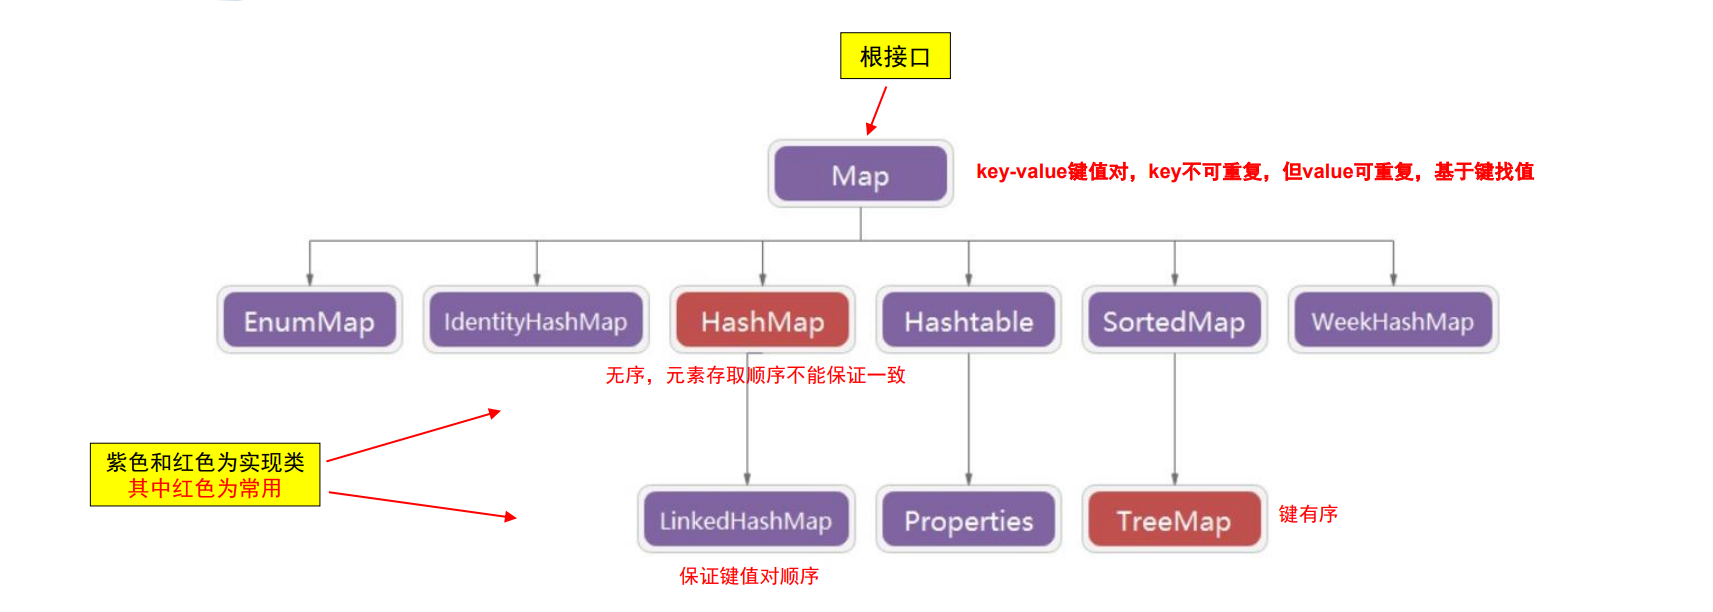 根接口
Map
key-value键值对，key不可重复，但value可重复，基于键找值
EnumMap
IdentityHashMap
HashMap
Hashtable
SortedMap
WeekHashMap
无序，元素存取顺序不能保证一致
紫色和红色为实现类
其中红色为常用
LinkedHashMap
Properties
TreeMap
键有序
保证键值对顺序